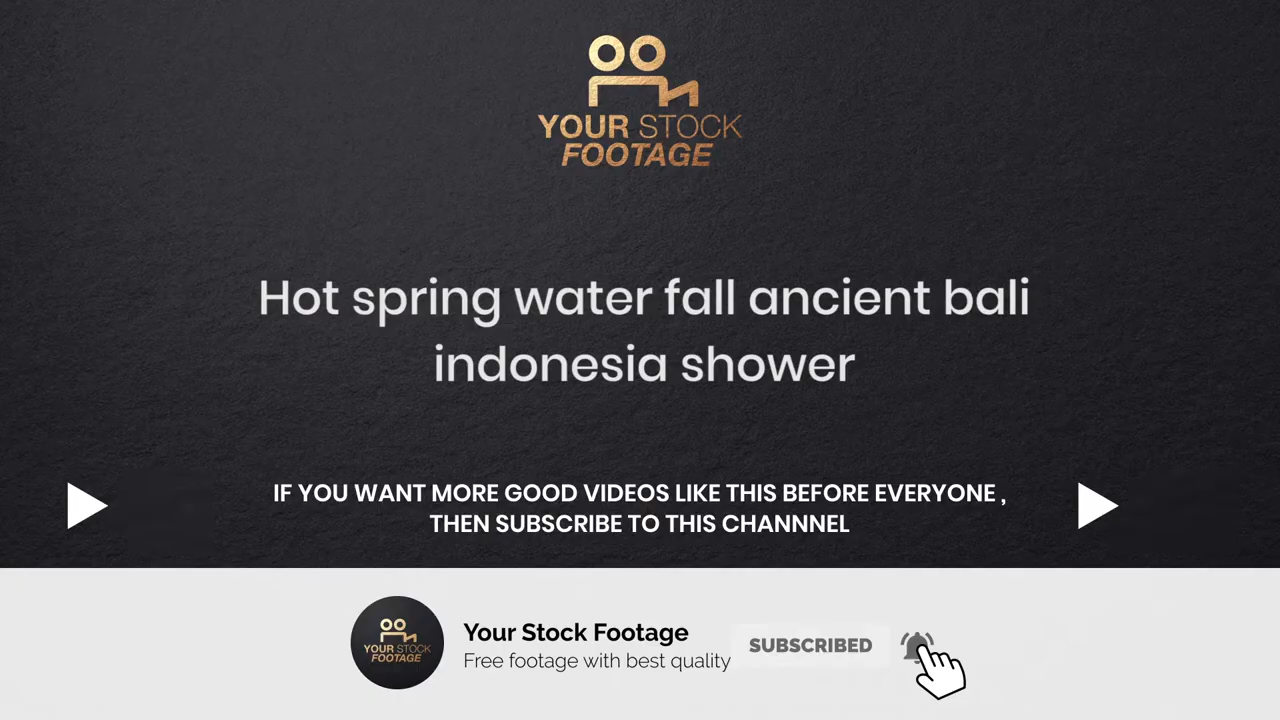 YOUR STOCK
FOOTAGE
Hot spring water fall ancient bali
indonesia shower
IF YOU WANT MORE GOOD VIDEOS LIKE THIS BEFORE EVERYONE ,
THEN SUBSCRIBE TO THIS CHANNNEL
YOUR STOCK
FOOTAGE
Your Stock Footage
Free footage with best quality
SUBSCRIBED